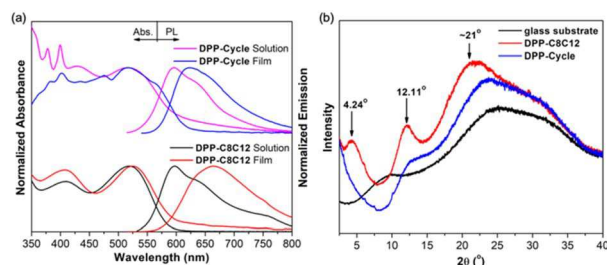 (a)
Abs.
PL
DPP-Cycle Solution
DPP-Cycle Film
DPP-C8C12 Solution
DPP-C8C12 Film
Normalized Absorbance
Normalized Emission
350 400 450 500 550 600 650 700 750 800
Wavelength (nm)
(b)
~21°
glass substrate
DPP-C8C12
DPP-Cycle
4.24°
12.11°
Intensity
5 10 15 20 25 30 35 40
2θ (°)